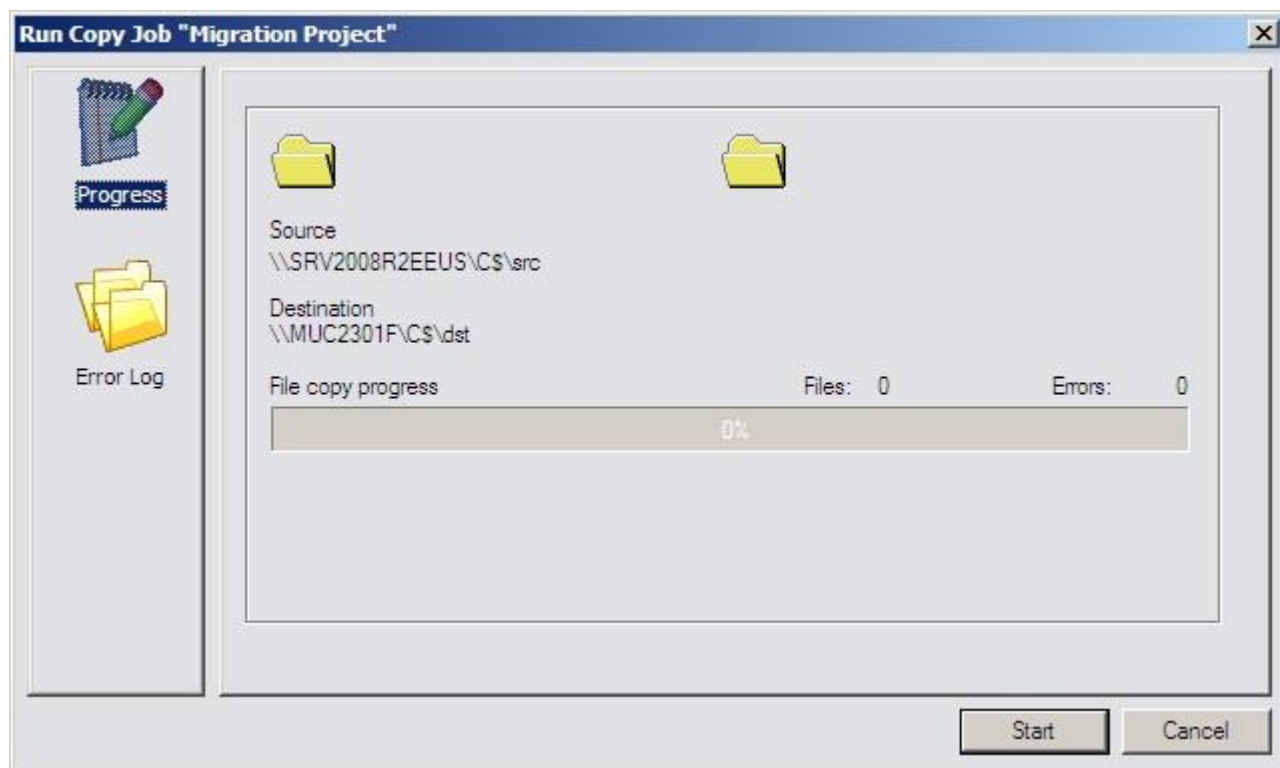 Run Copy Job "Migration Project"
Progress
Error Log
Source
\\SRV2008R2EEUS\C$\src
Destination
\\MUC2301F\C$\dst
File copy progress Files: 0 Errors: 0
0%
Start Cancel